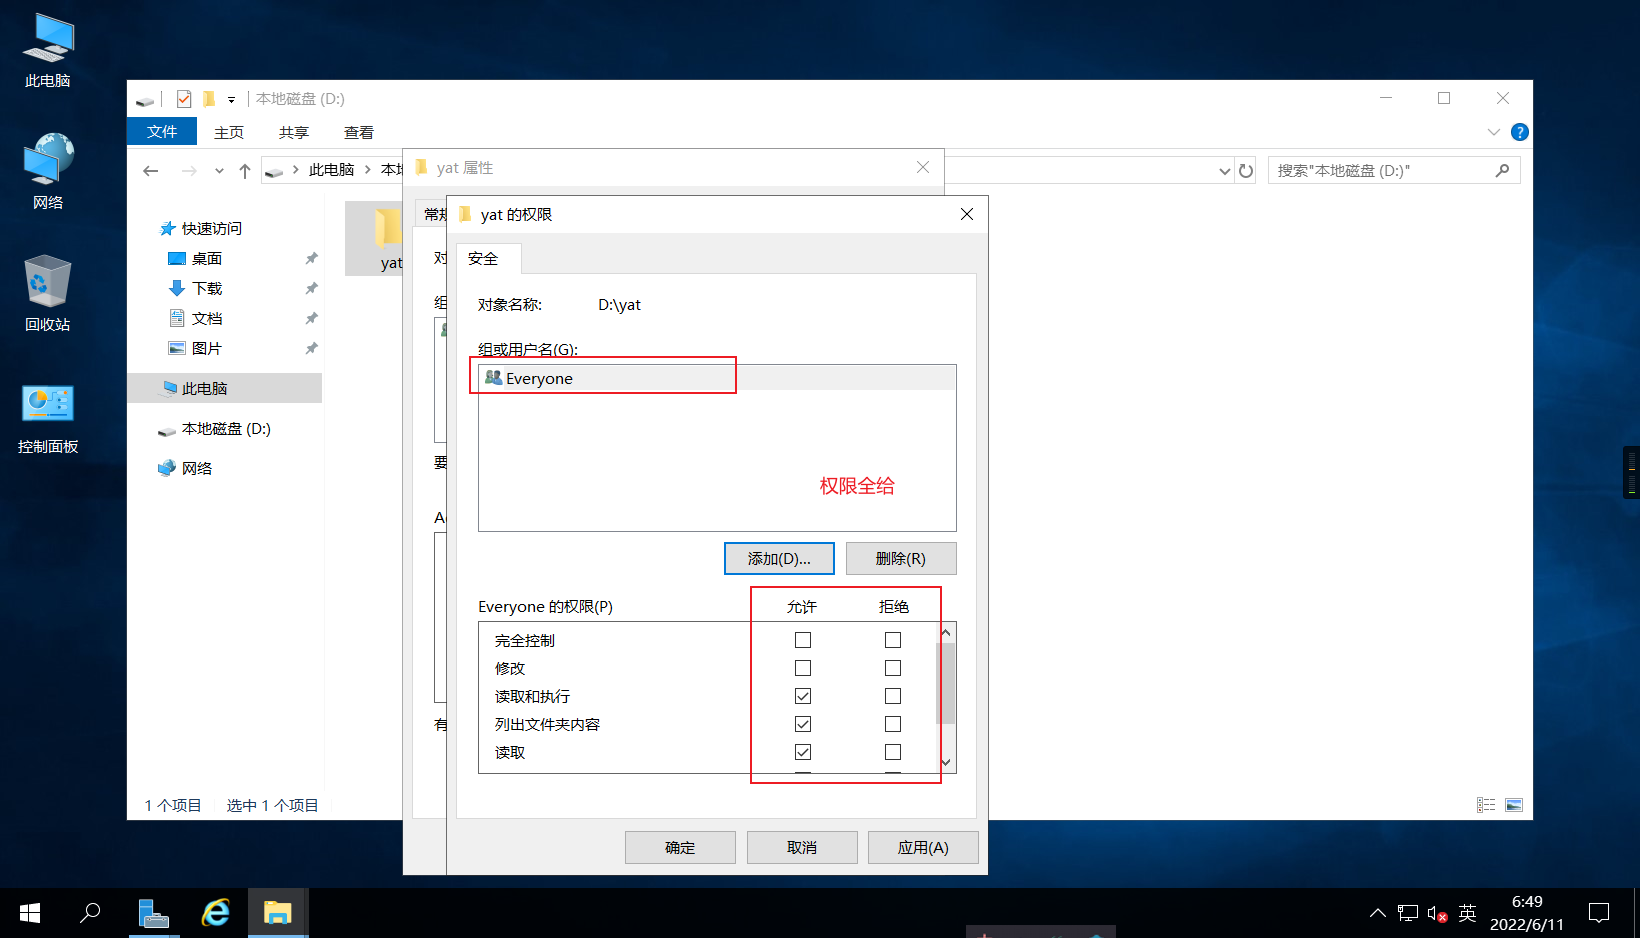 此电脑
网络
回收站
控制面板
本地磁盘 (D:)
文件 主页 共享 查看
此电脑 本地
搜索"本地磁盘 (D:)"
快速访问
桌面
下载
文档
图片
此电脑
本地磁盘 (D:)
网络
yat
1 个项目 选中 1 个项目
yat 属性
常规
对
组
要
有
yat 的权限
安全
对象名称: D:\yat
组或用户名(G):
Everyone
权限全给
添加(D)... 删除(R)
Everyone 的权限(P) 允许 拒绝
完全控制
修改
读取和执行
列出文件夹内容
读取
确定 取消 应用(A)
英
6:49
2022/6/11